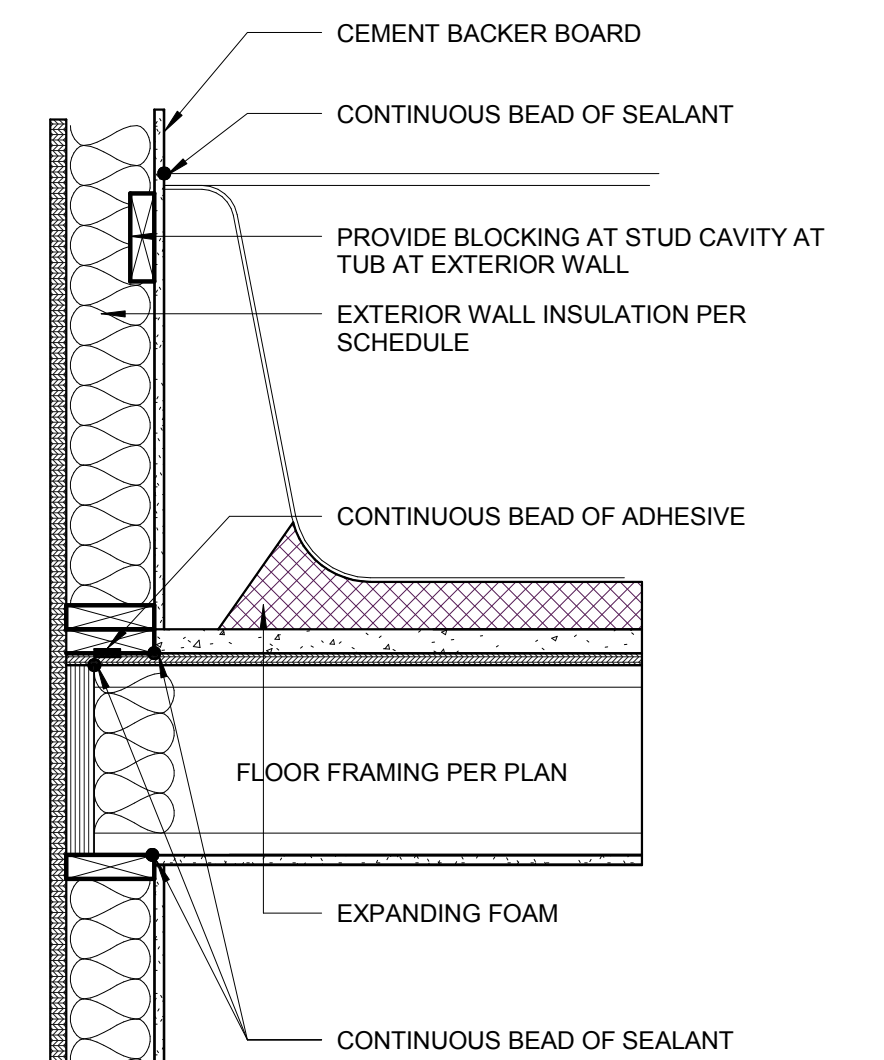 CEMENT BACKER BOARD
CONTINUOUS BEAD OF SEALANT
PROVIDE BLOCKING AT STUD CAVITY AT
TUB AT EXTERIOR WALL
EXTERIOR WALL INSULATION PER
SCHEDULE
CONTINUOUS BEAD OF ADHESIVE
FLOOR FRAMING PER PLAN
EXPANDING FOAM
CONTINUOUS BEAD OF SEALANT